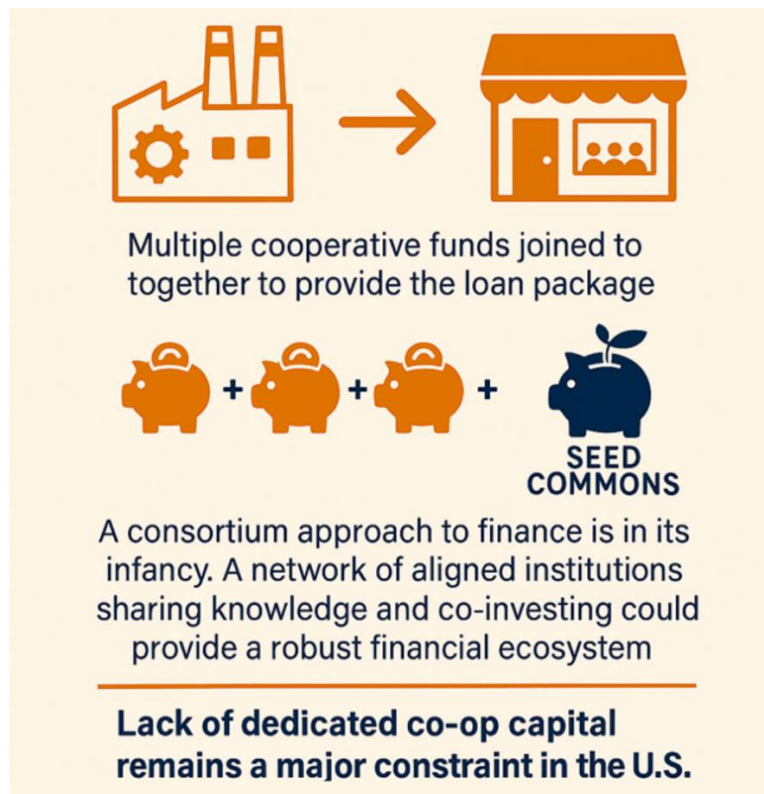 Multiple cooperative funds joined to
together to provide the loan package
+ + +
SEED
COMMONS
A consortium approach to finance is in its
infancy. A network of aligned institutions
sharing knowledge and co-investing could
provide a robust financial ecosystem
Lack of dedicated co-op capital
remains a major constraint in the U.S.